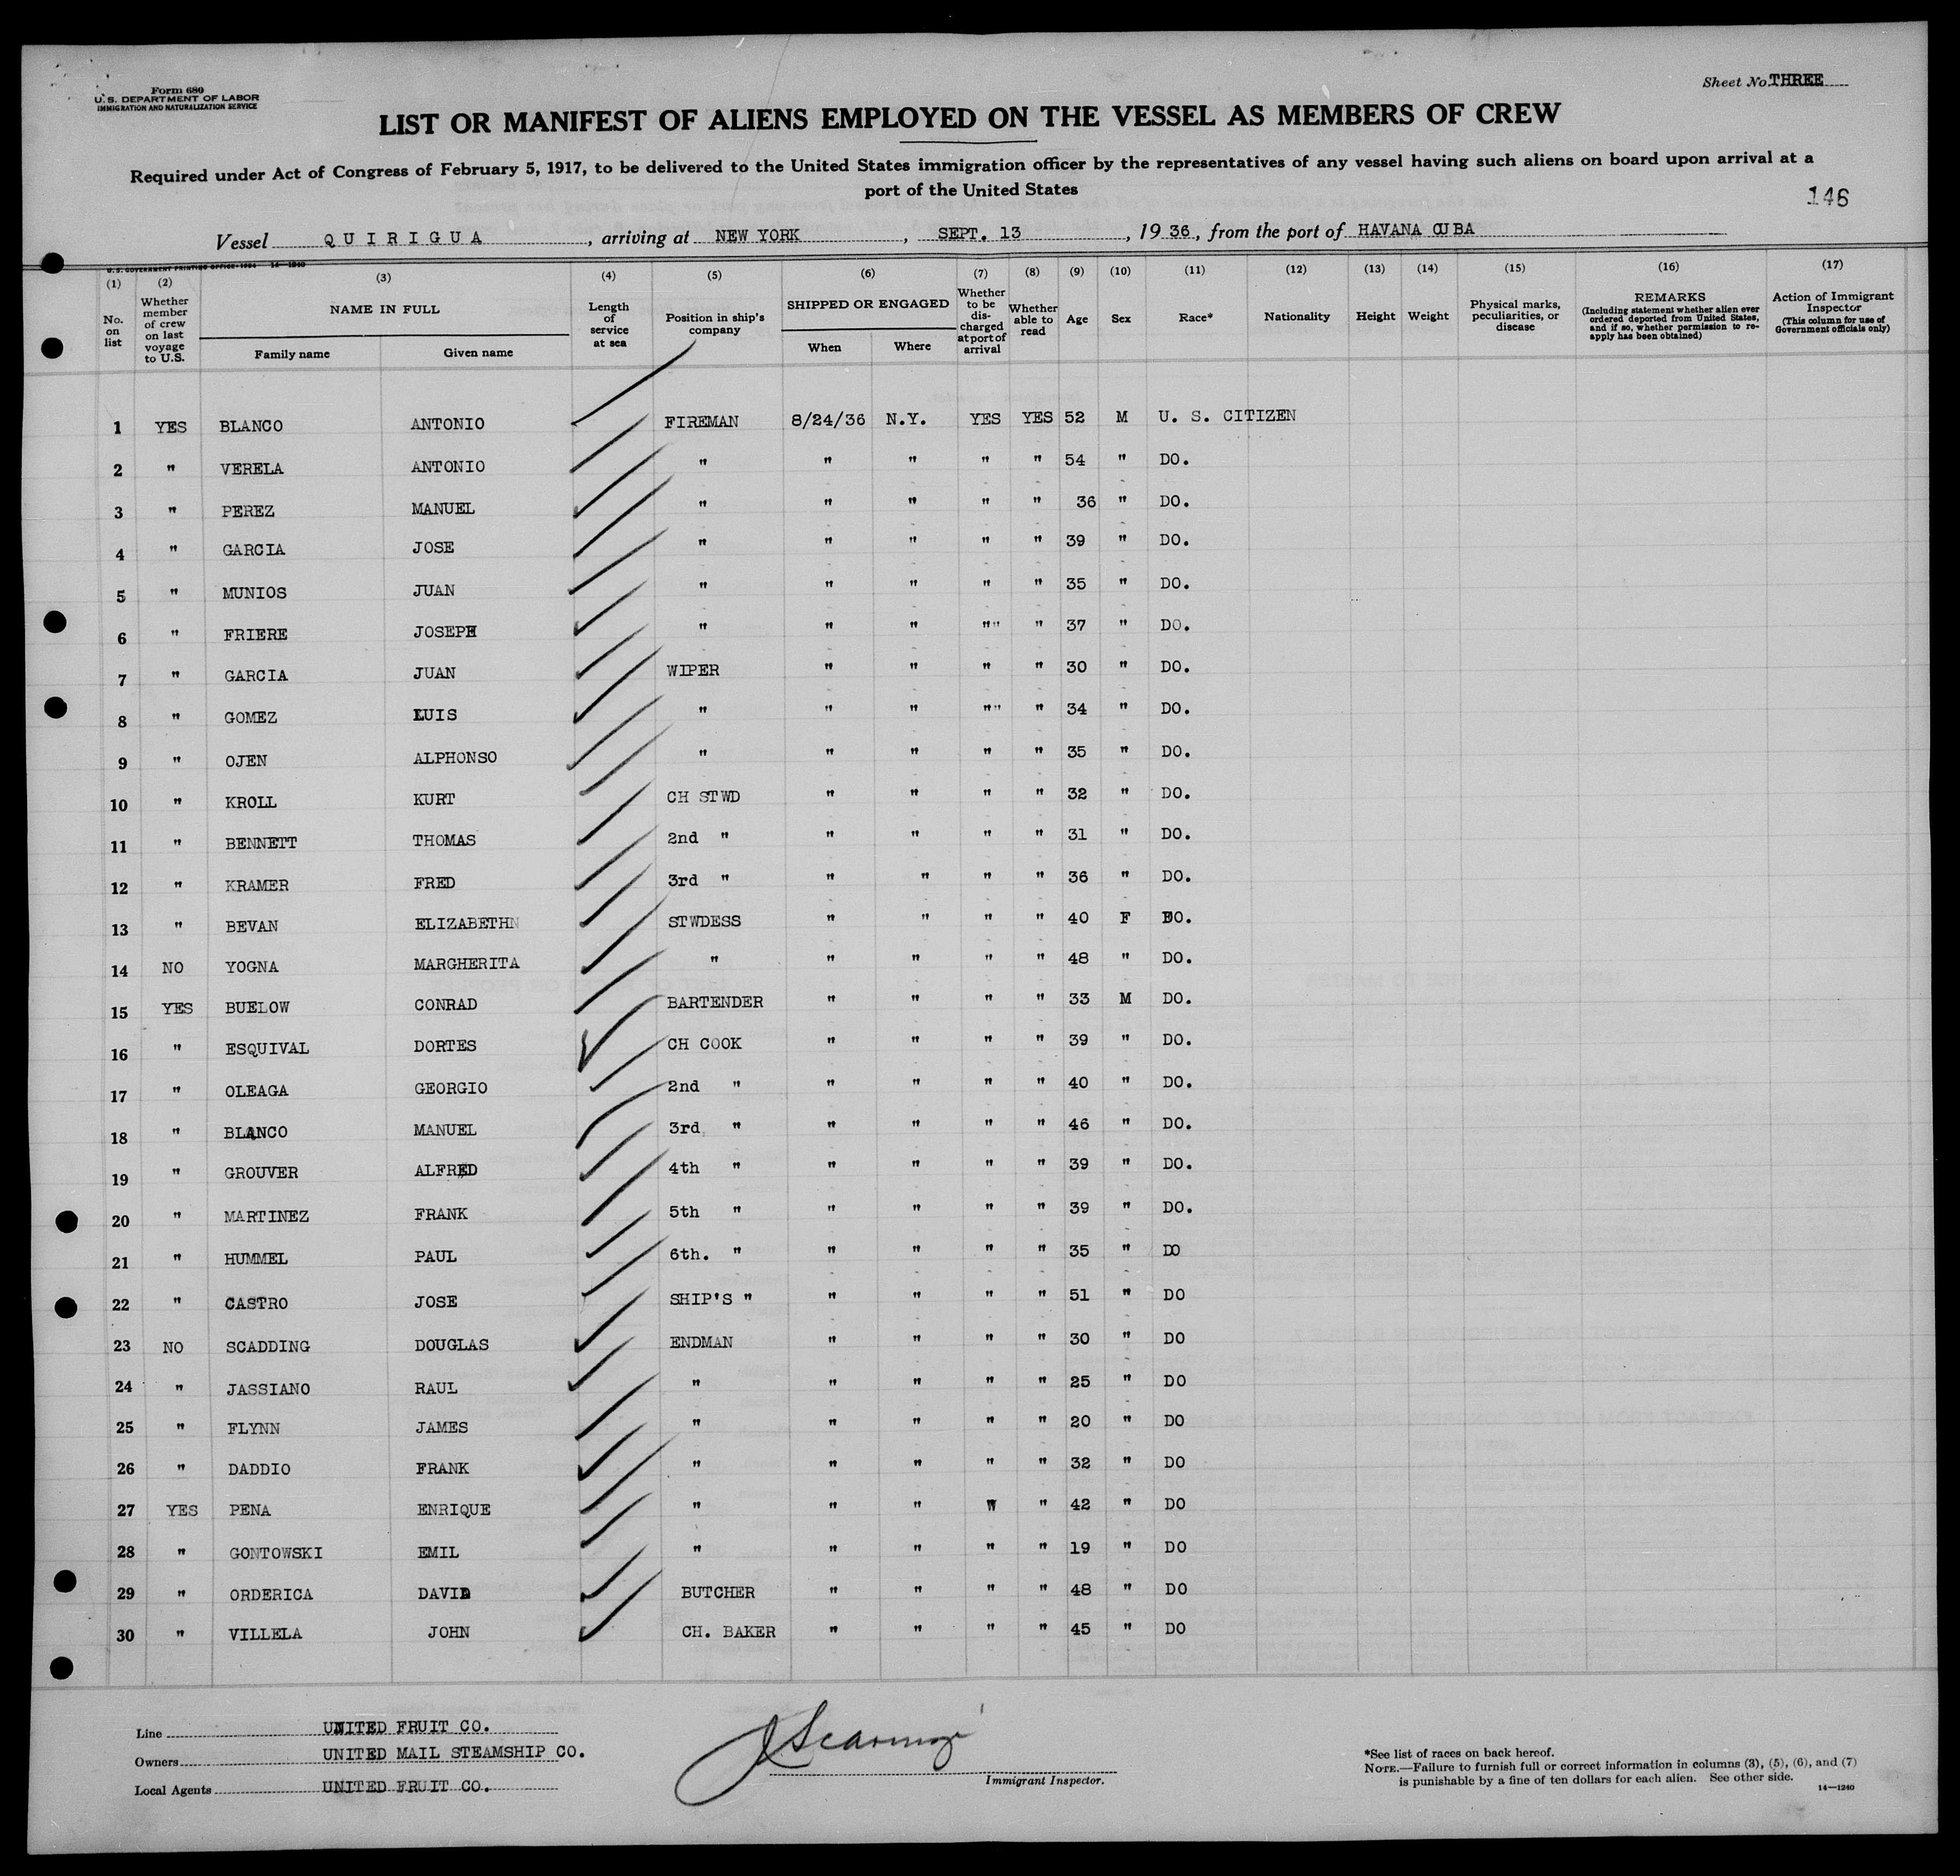 Form 680
U. S. DEPARTMENT OF LABOR
IMMIGRATION AND NATURALIZATION SERVICE
Sheet No. THREE
LIST OR MANIFEST OF ALIENS EMPLOYED ON THE VESSEL AS MEMBERS OF CREW
Required under Act of Congress of February 5, 1917, to be delivered to the United States immigration officer by the representatives of any vessel having such aliens on board upon arrival at a
port of the United States
146
Vessel QUIRIGUA, arriving at NEW YORK, SEPT. 13, 1936, from the port of HAVANA CUBA
U. S. GOVERNMENT PRINTING OFFICE: 1934 14—1240
(1) (2) (3) (4) (5) (6) (7) (8) (9) (10) (11) (12) (13) (14) (15) (16) (17)
No. on list
Whether member of crew on last voyage to U.S.
NAME IN FULL
Family name
Given name
Length of service at sea
Position in ship's company
SHIPPED OR ENGAGED
When
Where
Whether to be discharged at port of arrival
Whether able to read
Age
Sex
Race*
Nationality
Height
Weight
Physical marks, peculiarities, or disease
REMARKS
(Including statement whether alien ever ordered deported from United States, and if so, whether permission to reapply has been obtained)
Action of Immigrant Inspector
(This column for use of Government officials only)
1 YES BLANCO ANTONIO FIREMAN 8/24/36 N.Y. YES YES 52 M U. S. CITIZEN
2 " VERELA ANTONIO " " " " " 54 " DO.
3 " PEREZ MANUEL " " " " " 36 " DO.
4 " GARCIA JOSE " " " " " 39 " DO.
5 " MUNIOS JUAN " " " " " 35 " DO.
6 " FRIERE JOSEPH " " " " " 37 " DO.
7 " GARCIA JUAN WIPER " " " " 30 " DO.
8 " GOMEZ LUIS " " " " " 34 " DO.
9 " OJEN ALPHONSO " " " " " 35 " DO.
10 " KROLL KURT CH STWD " " " " 32 " DO.
11 " BENNETT THOMAS 2nd " " " " " 31 " DO.
12 " KRAMER FRED 3rd " " " " " 36 " DO.
13 " BEVAN ELIZABETHN STWDESS " " " " 40 F DO.
14 NO YOGNA MARGHERITA " " " " " 48 " DO.
15 YES BUELOW CONRAD BARTENDER " " " " 33 M DO.
16 " ESQUIVAL DORTES CH COOK " " " " 39 " DO.
17 " OLEAGA GEORGIO 2nd " " " " " 40 " DO.
18 " BLANCO MANUEL 3rd " " " " " 46 " DO.
19 " GROUVER ALFRED 4th " " " " " 39 " DO.
20 " MARTINEZ FRANK 5th " " " " " 39 " DO.
21 " HUMMEL PAUL 6th. " " " " " 35 " DO
22 " CASTRO JOSE SHIP'S " " " " " 51 " DO
23 NO SCADDING DOUGLAS ENDMAN " " " " 30 " DO
24 " JASSIANO RAUL " " " " " 25 " DO
25 " FLYNN JAMES " " " " " 20 " DO
26 " DADDIO FRANK " " " " " 32 " DO
27 YES PENA ENRIQUE " " " " " 42 " DO
28 " GONTOWSKI EMIL " " " " " 19 " DO
29 " ORDERICA DAVID BUTCHER " " " " 48 " DO
30 " VILLELA JOHN CH. BAKER " " " " 45 " DO
Line UNITED FRUIT CO.
Owners UNITED MAIL STEAMSHIP CO.
Local Agents UNITED FRUIT CO.
Immigrant Inspector.
*See list of races on back hereof.
NOTE.—Failure to furnish full or correct information in columns (3), (5), (6), and (7)
is punishable by a fine of ten dollars for each alien. See other side.
14—1240